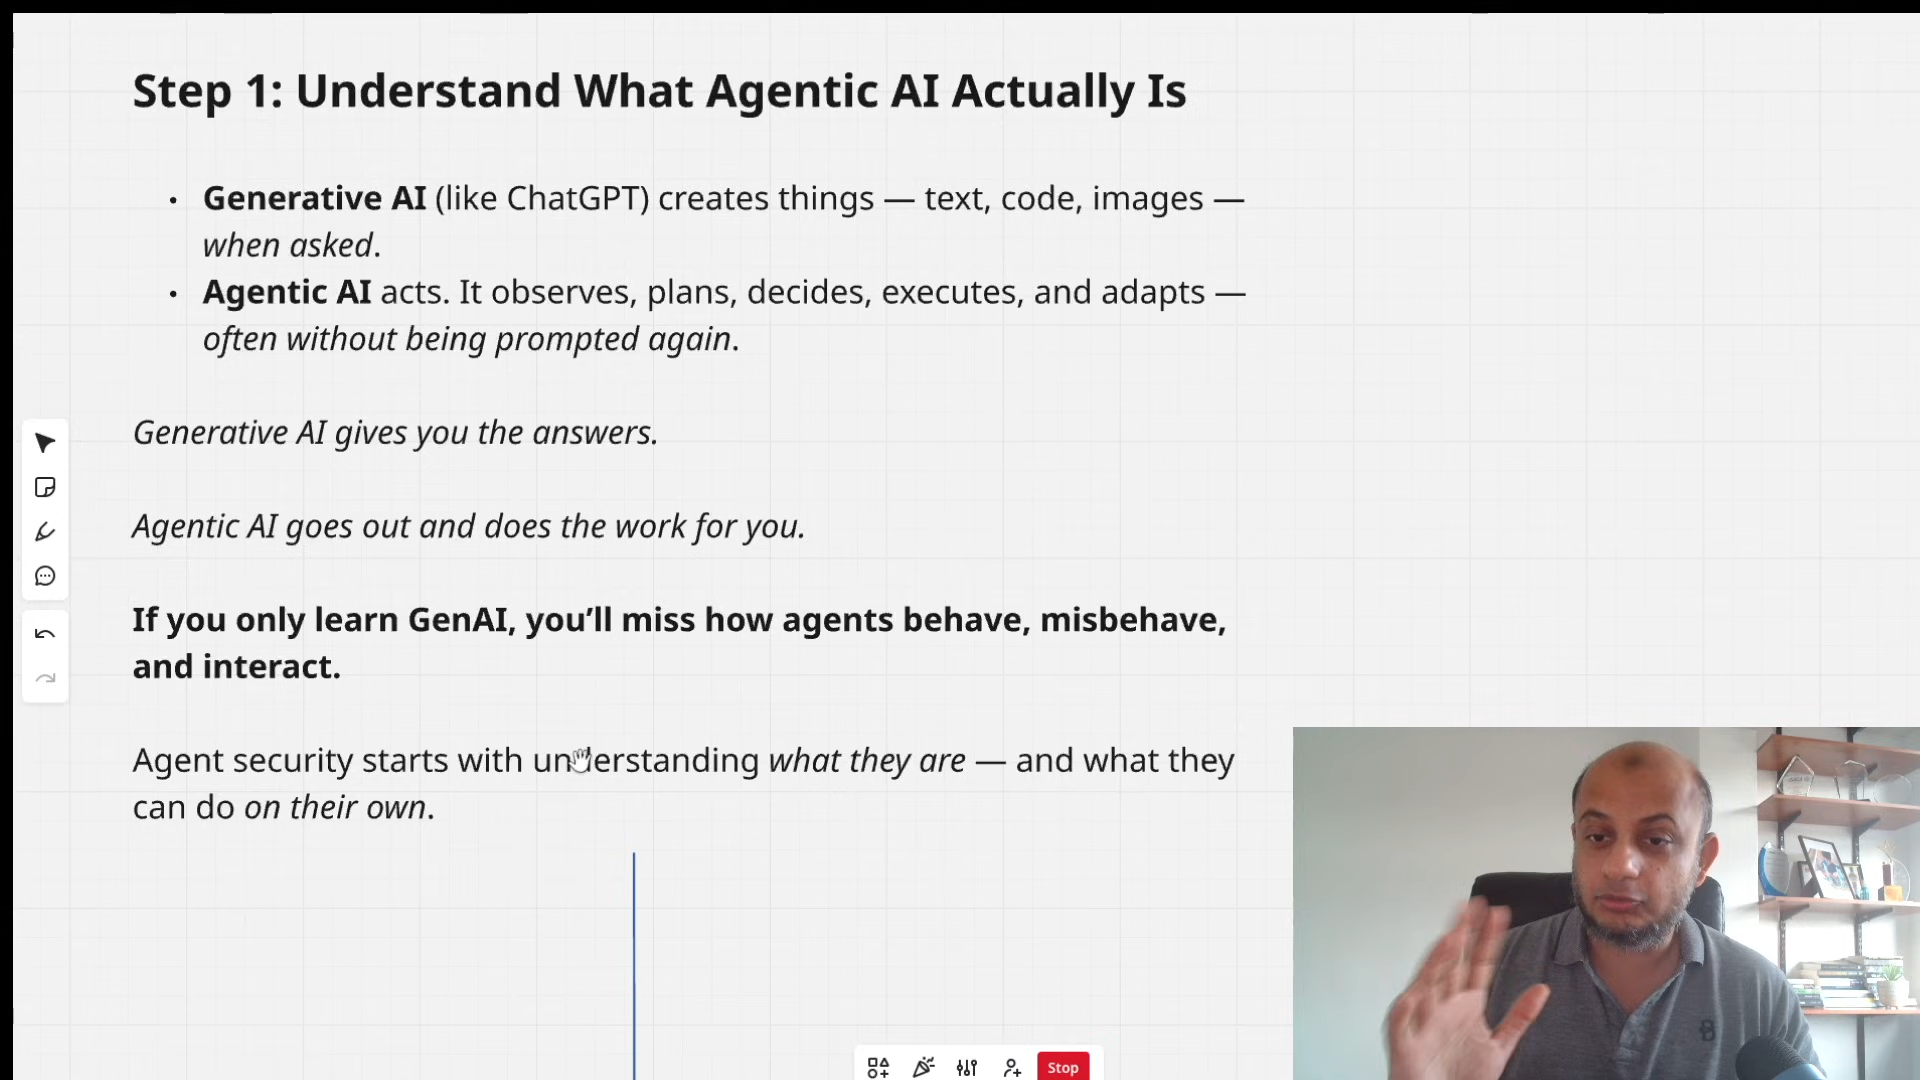 Step 1: Understand What Agentic AI Actually Is
• Generative AI (like ChatGPT) creates things — text, code, images —
when asked.
• Agentic AI acts. It observes, plans, decides, executes, and adapts —
often without being prompted again.
Generative AI gives you the answers.
Agentic AI goes out and does the work for you.
If you only learn GenAI, you’ll miss how agents behave, misbehave,
and interact.
Agent security starts with understanding what they are — and what they
can do on their own.
Stop